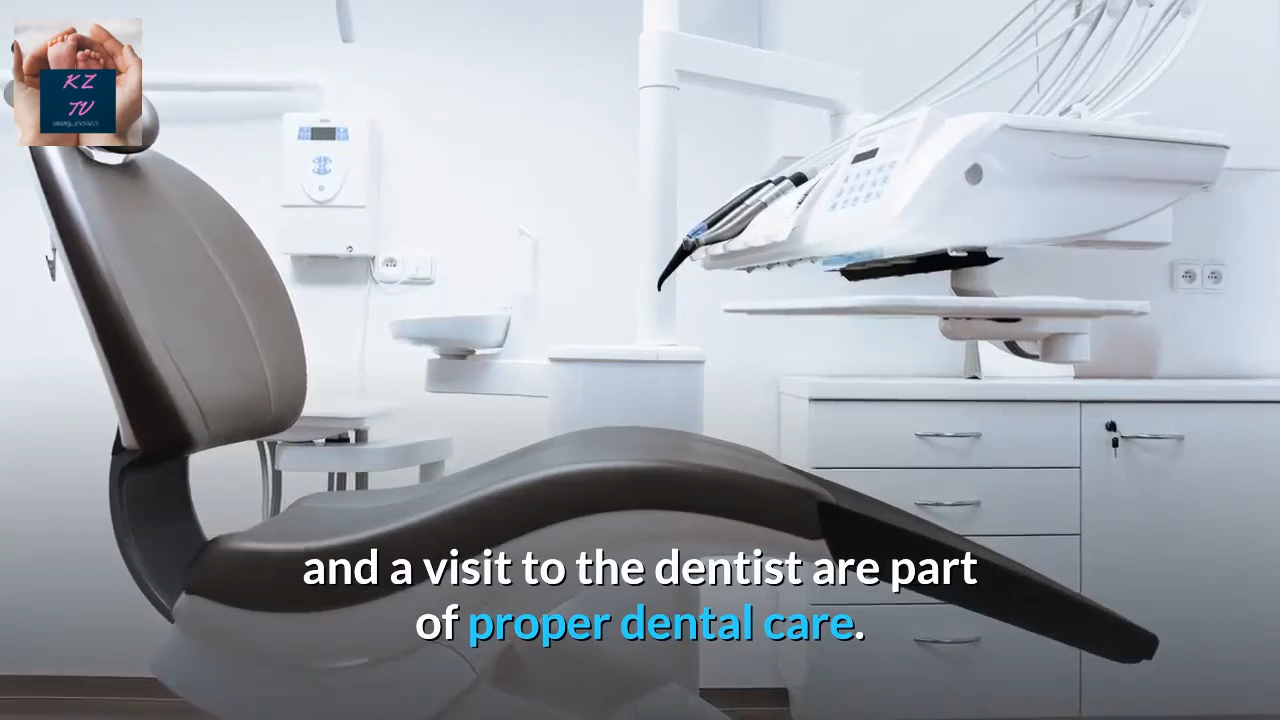 KZ
TV
and a visit to the dentist are part
of proper dental care.